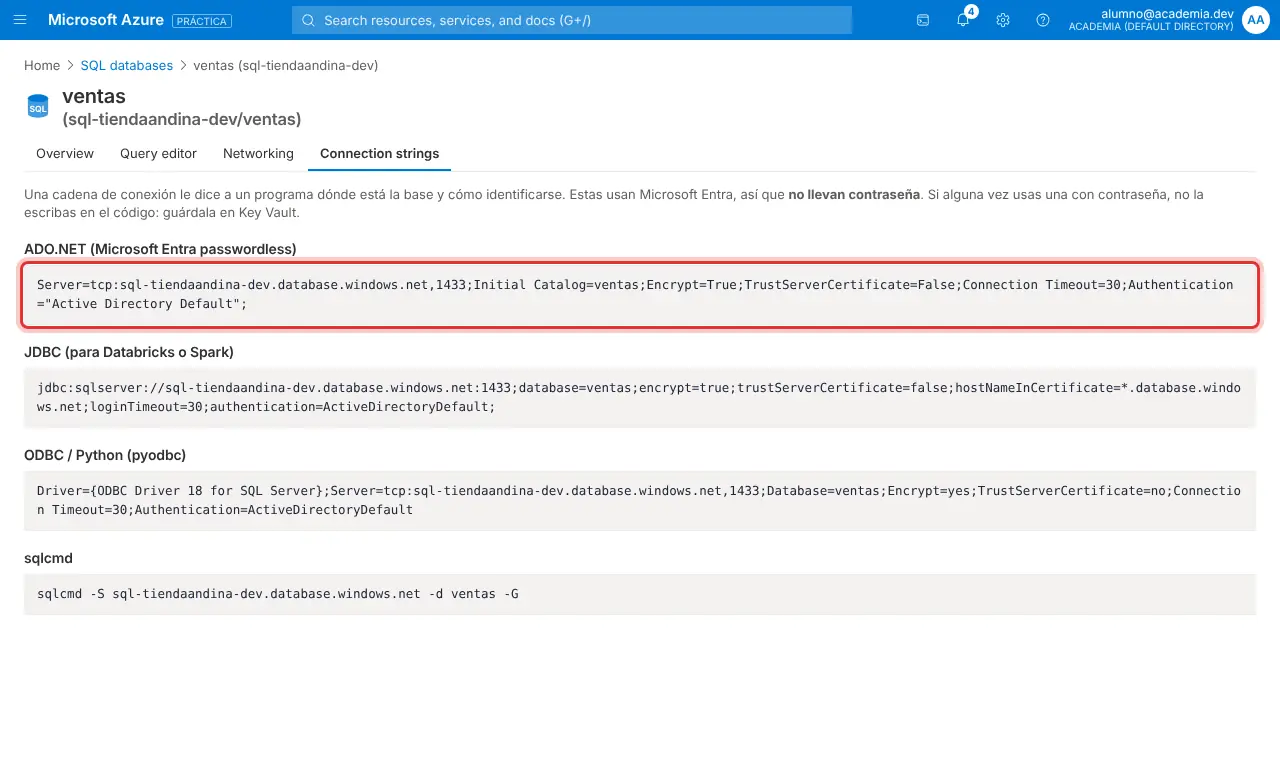 Microsoft Azure PRÁCTICA
Search resources, services, and docs (G+/)
4
alumno@academia.dev
ACADEMIA (DEFAULT DIRECTORY)
AA
Home > SQL databases > ventas (sql-tiendaandina-dev)
SQL
ventas
(sql-tiendaandina-dev/ventas)
Overview Query editor Networking Connection strings
Una cadena de conexión le dice a un programa dónde está la base y cómo identificarse. Estas usan Microsoft Entra, así que no llevan contraseña. Si alguna vez usas una con contraseña, no la
escribas en el código: guárdala en Key Vault.
ADO.NET (Microsoft Entra passwordless)
Server=tcp:sql-tiendaandina-dev.database.windows.net,1433;Initial Catalog=ventas;Encrypt=True;TrustServerCertificate=False;Connection Timeout=30;Authentication
="Active Directory Default";
JDBC (para Databricks o Spark)
jdbc:sqlserver://sql-tiendaandina-dev.database.windows.net:1433;database=ventas;encrypt=true;trustServerCertificate=false;hostNameInCertificate=*.database.windo
ws.net;loginTimeout=30;authentication=ActiveDirectoryDefault;
ODBC / Python (pyodbc)
Driver={ODBC Driver 18 for SQL Server};Server=tcp:sql-tiendaandina-dev.database.windows.net,1433;Database=ventas;Encrypt=yes;TrustServerCertificate=no;Connectio
n Timeout=30;Authentication=ActiveDirectoryDefault
sqlcmd
sqlcmd -S sql-tiendaandina-dev.database.windows.net -d ventas -G